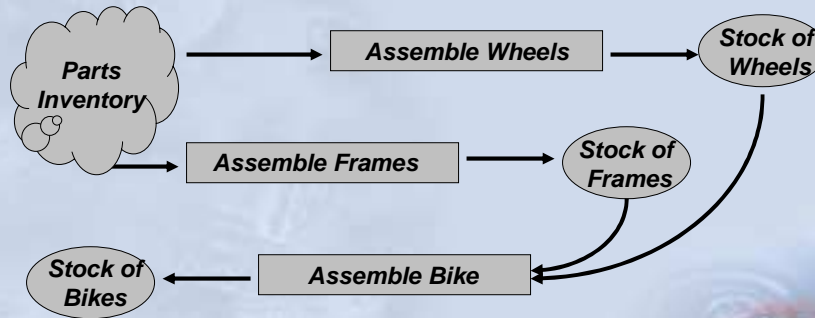 Parts
Inventory
Assemble Wheels
Stock of
Wheels
Assemble Frames
Stock of
Frames
Stock of
Bikes
Assemble Bike